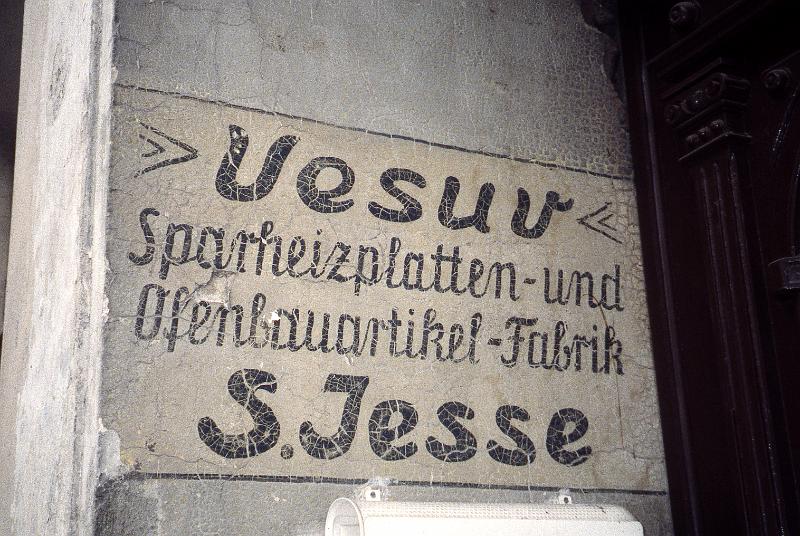 »Vesuv«
Sparheizplatten-und
Ofenbauartikel-Fabrik
S. Jesse